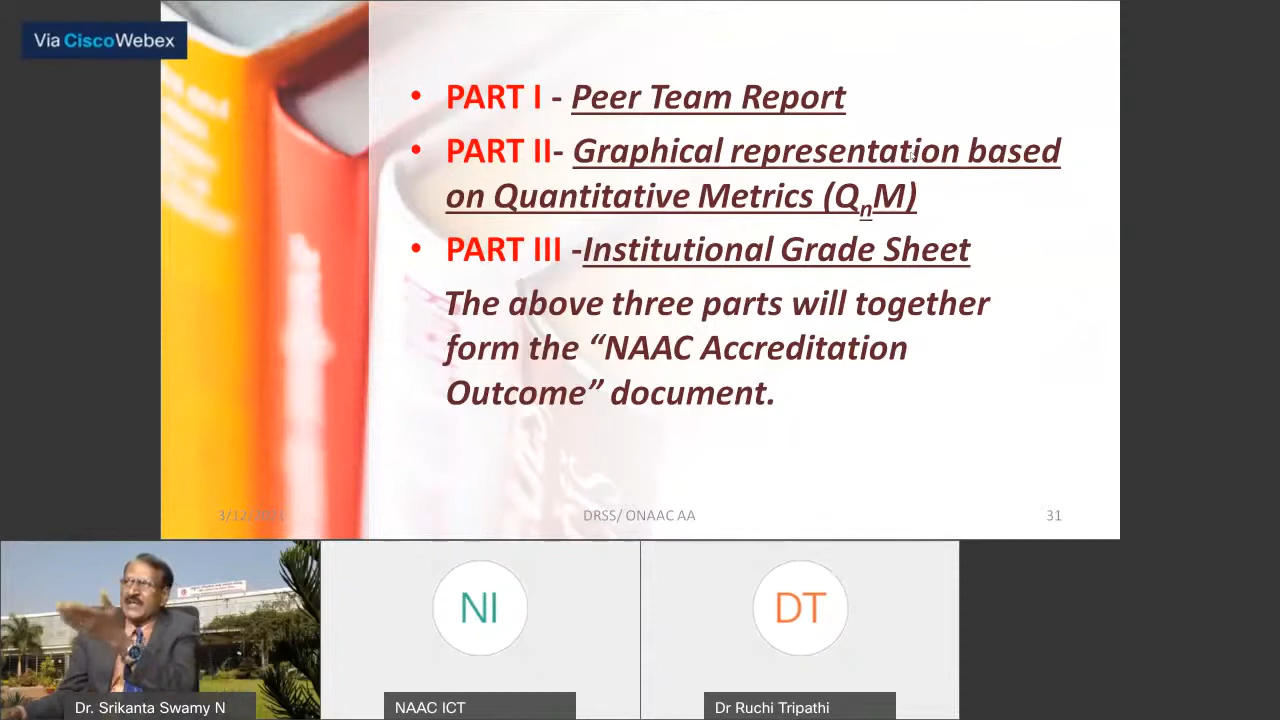 Via CiscoWebex
• PART I - Peer Team Report
• PART II- Graphical representation based
on Quantitative Metrics (QnM)
• PART III -Institutional Grade Sheet
The above three parts will together
form the “NAAC Accreditation
Outcome” document.
DRSS/ ONAAC AA
31
NI
DT
Dr. Srikanta Swamy N
NAAC ICT
Dr Ruchi Tripathi